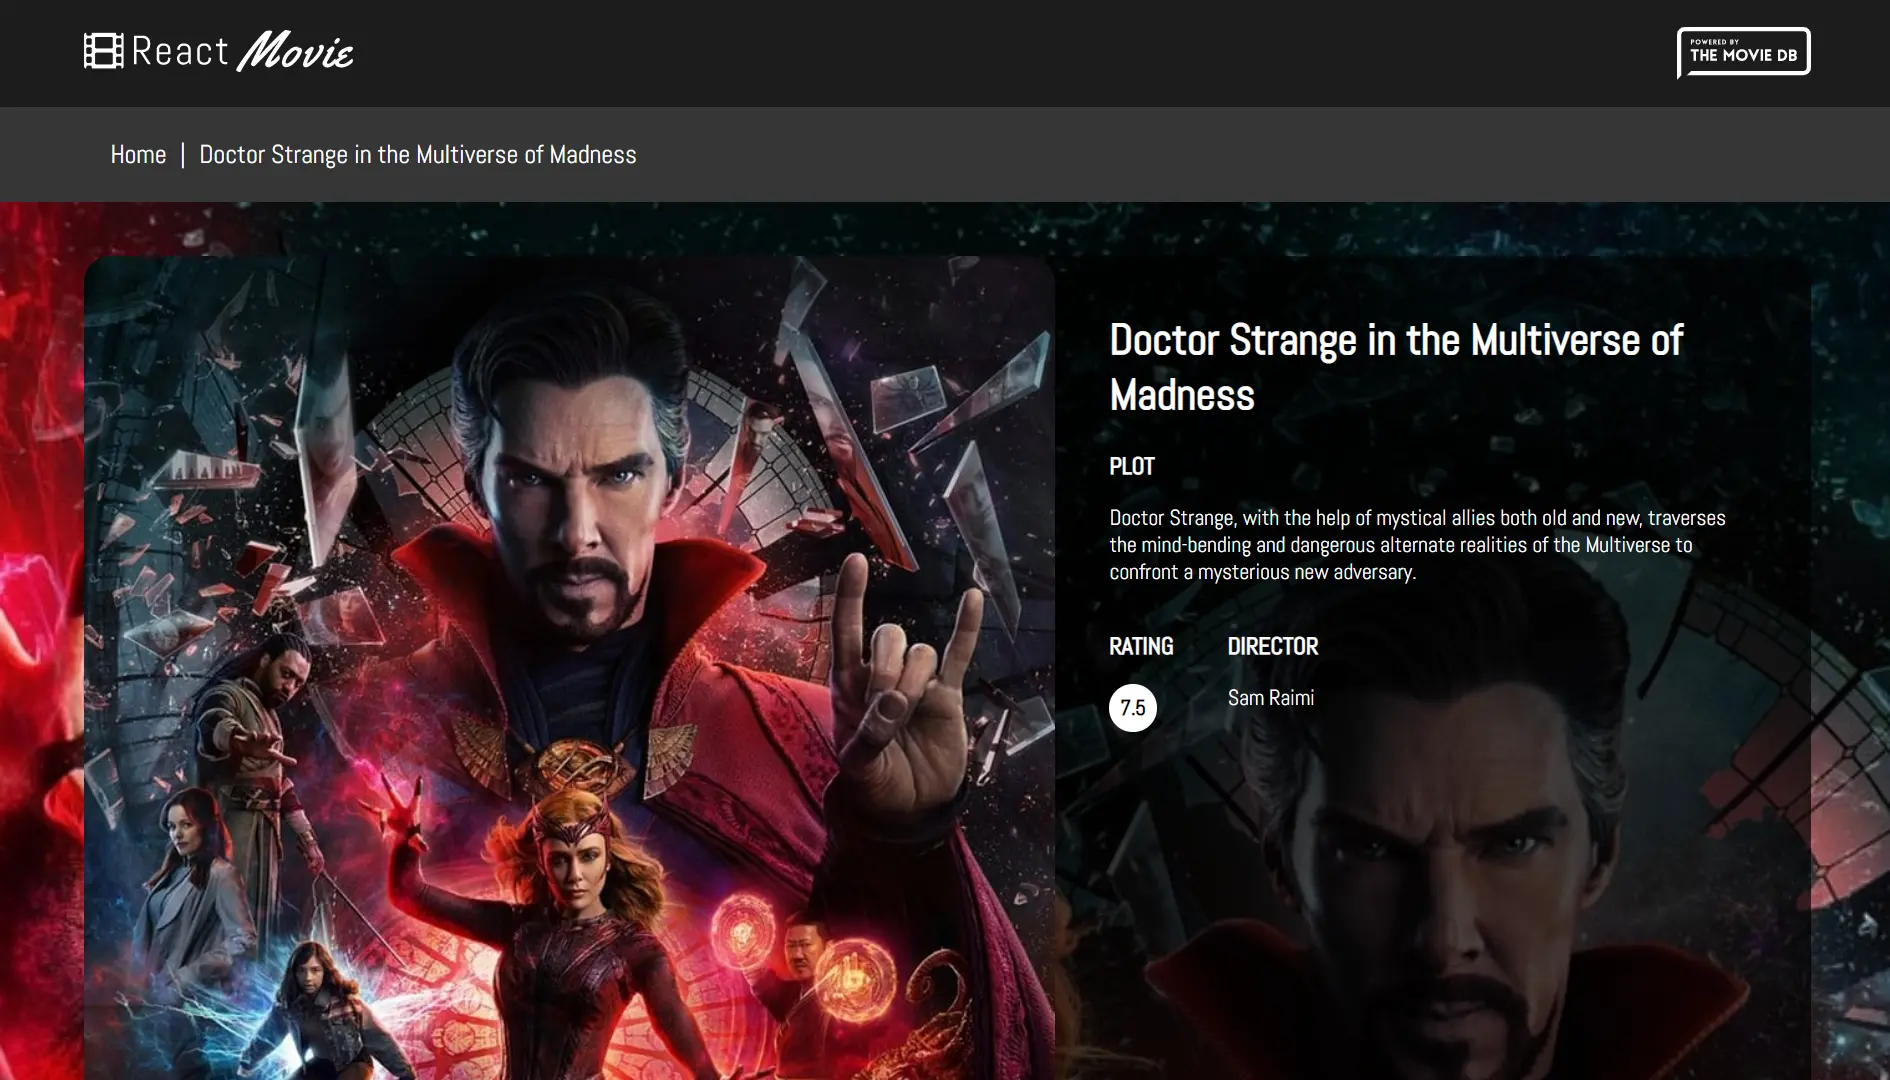 React Movie
POWERED BY
THE MOVIE DB
Home | Doctor Strange in the Multiverse of Madness
Doctor Strange in the Multiverse of
Madness
PLOT
Doctor Strange, with the help of mystical allies both old and new, traverses
the mind-bending and dangerous alternate realities of the Multiverse to
confront a mysterious new adversary.
RATING
7.5
DIRECTOR
Sam Raimi